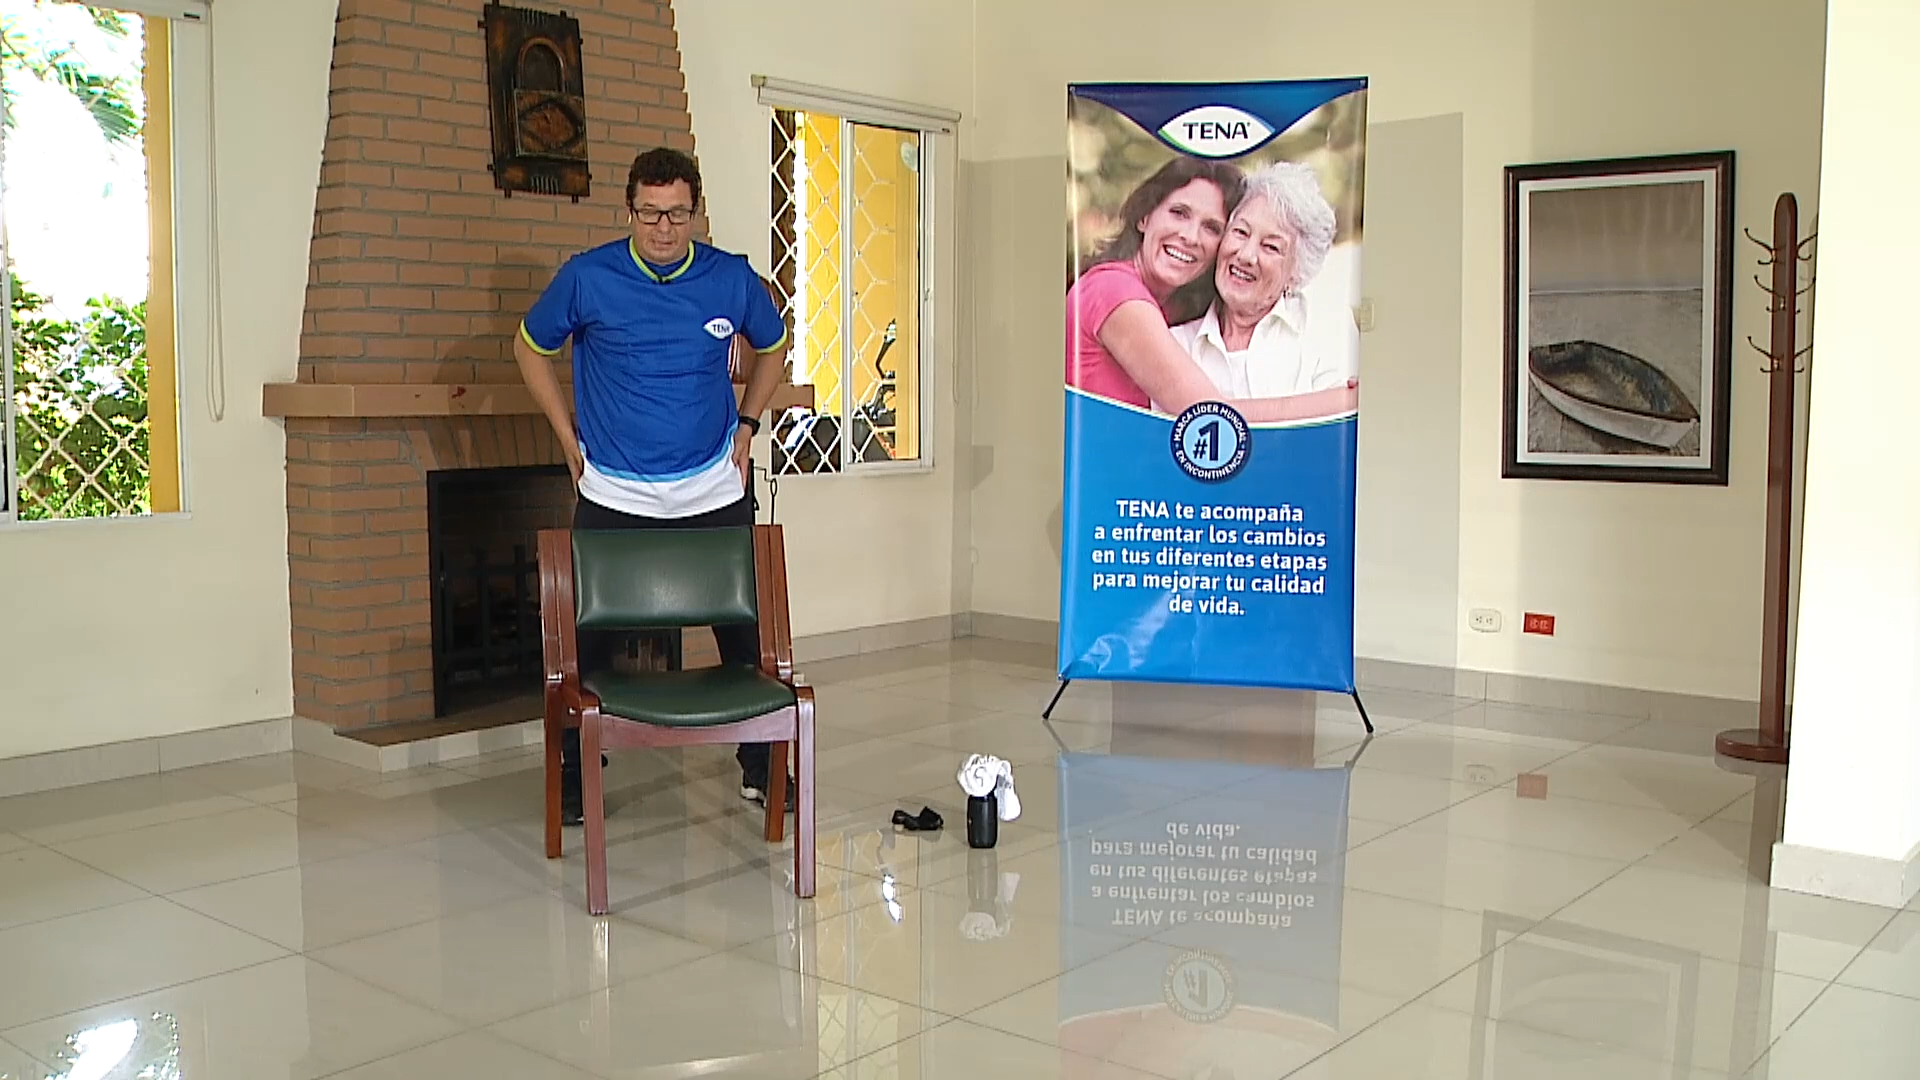 TENA
TENA
MARCA LÍDER MUNDIAL
#1
EN INCONTINENCIA
TENA te acompaña
a enfrentar los cambios
en tus diferentes etapas
para mejorar tu calidad
de vida.